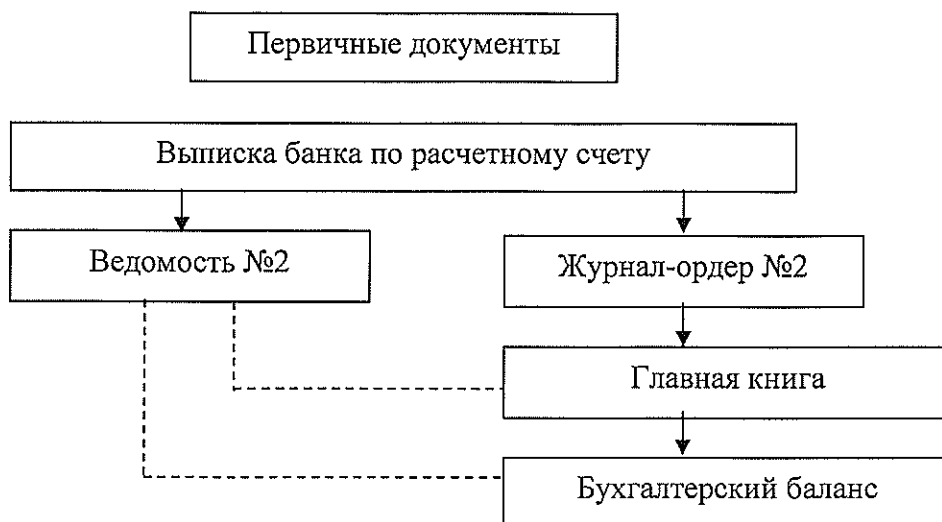 Первичные документы
Выписка банка по расчетному счету
Ведомость №2
Журнал-ордер №2
Главная книга
Бухгалтерский баланс